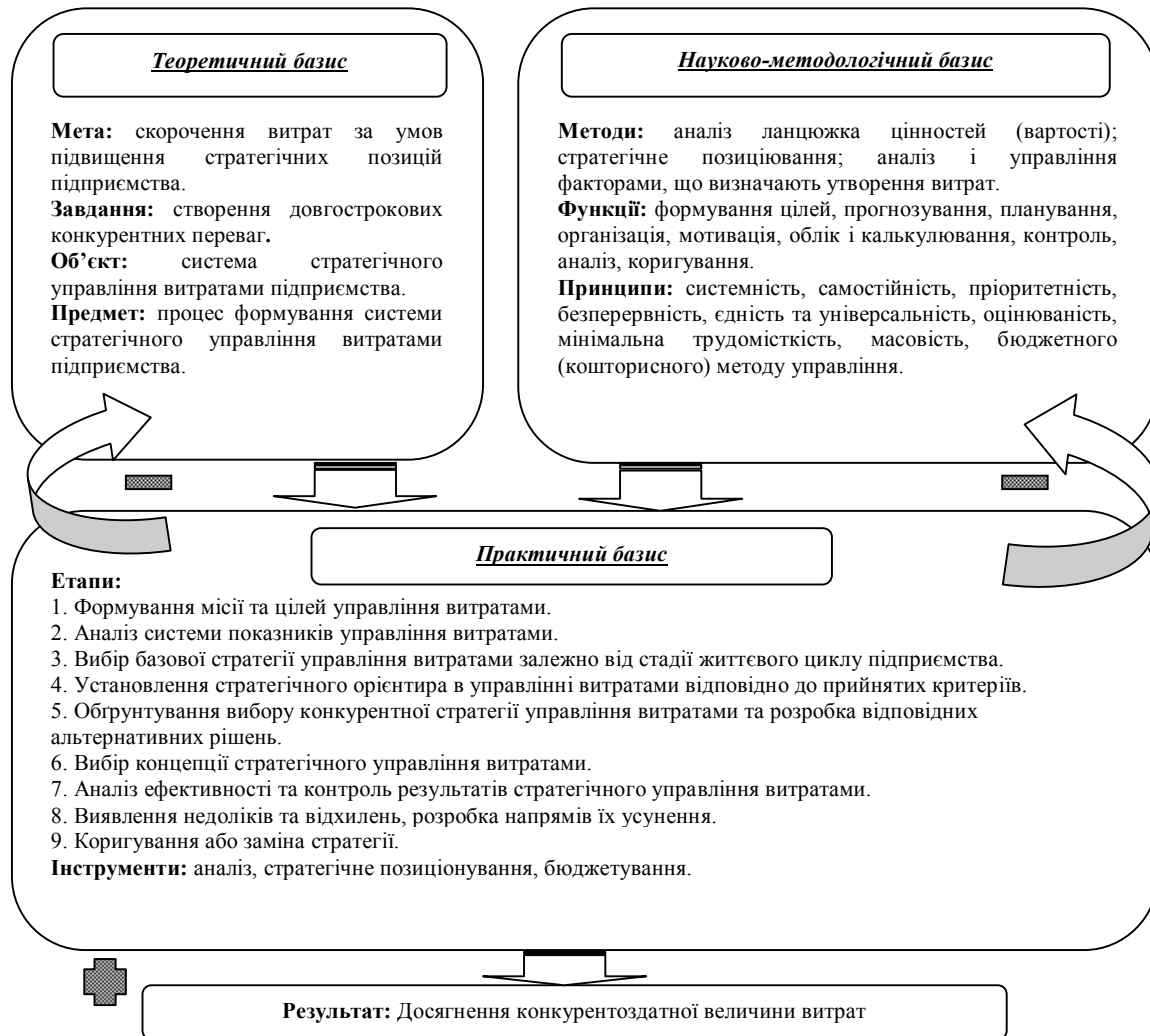 Теоретичний базис
Мета: скорочення витрат за умов
підвищення стратегічних позицій
підприємства.
Завдання: створення довгострокових
конкурентних переваг.
Об’єкт: система стратегічного
управління витратами підприємства.
Предмет: процес формування системи
стратегічного управління витратами
підприємства.
Науково-методологічний базис
Методи: аналіз ланцюжка цінностей (вартості);
стратегічне позиціювання; аналіз і управління
факторами, що визначають утворення витрат.
Функції: формування цілей, прогнозування, планування,
організація, мотивація, облік і калькулювання, контроль,
аналіз, коригування.
Принципи: системність, самостійність, пріоритетність,
безперервність, єдність та універсальність, оцінюваність,
мінімальна трудомісткість, масовість, бюджетного
(кошторисного) методу управління.
Практичний базис
Етапи:
1. Формування місії та цілей управління витратами.
2. Аналіз системи показників управління витратами.
3. Вибір базової стратегії управління витратами залежно від стадії життєвого циклу підприємства.
4. Установлення стратегічного орієнтира в управлінні витратами відповідно до прийнятих критеріїв.
5. Обґрунтування вибору конкурентної стратегії управління витратами та розробка відповідних
альтернативних рішень.
6. Вибір концепції стратегічного управління витратами.
7. Аналіз ефективності та контроль результатів стратегічного управління витратами.
8. Виявлення недоліків та відхилень, розробка напрямів їх усунення.
9. Коригування або заміна стратегії.
Інструменти: аналіз, стратегічне позиціонування, бюджетування.
Результат: Досягнення конкурентоздатної величини витрат